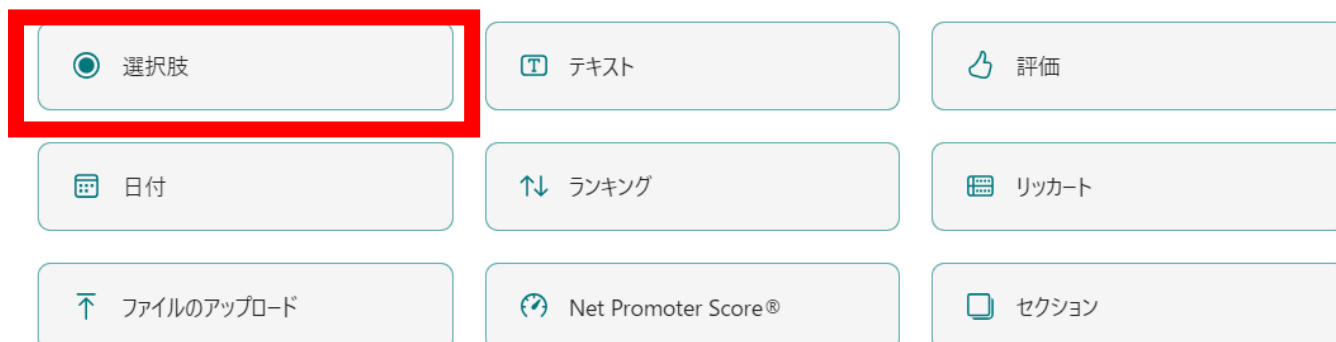 選択肢
テキスト
評価
日付
ランキング
リッカート
ファイルのアップロード
Net Promoter Score®
セクション